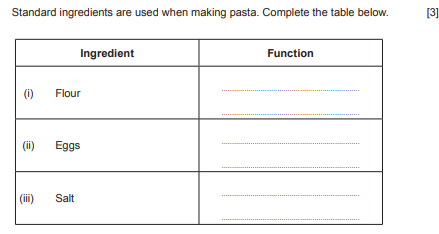 Standard ingredients are used when making pasta. Complete the table below. [3]
Ingredient Function
(i) Flour
(ii) Eggs
(iii) Salt